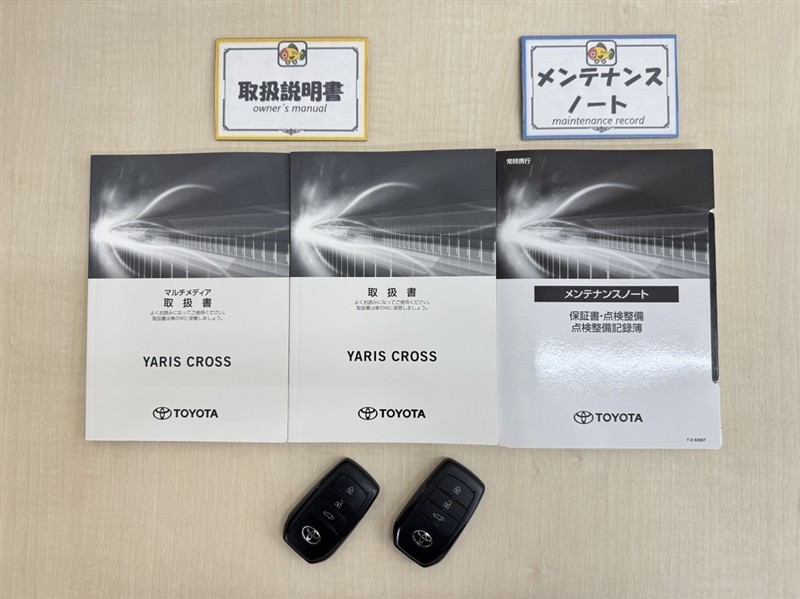 取扱説明書
owner's manual
メンテナンス
ノート
maintenance record
マルチメディア
取扱書
よくお読みになってご使用ください。
取扱書は車の中に保管しましょう。
YARIS CROSS
TOYOTA
取扱書
よくお読みになってご使用ください。
取扱書は車の中に保管しましょう。
YARIS CROSS
TOYOTA
常時携行
メンテナンスノート
保証書・点検整備
点検整備記録簿
TOYOTA